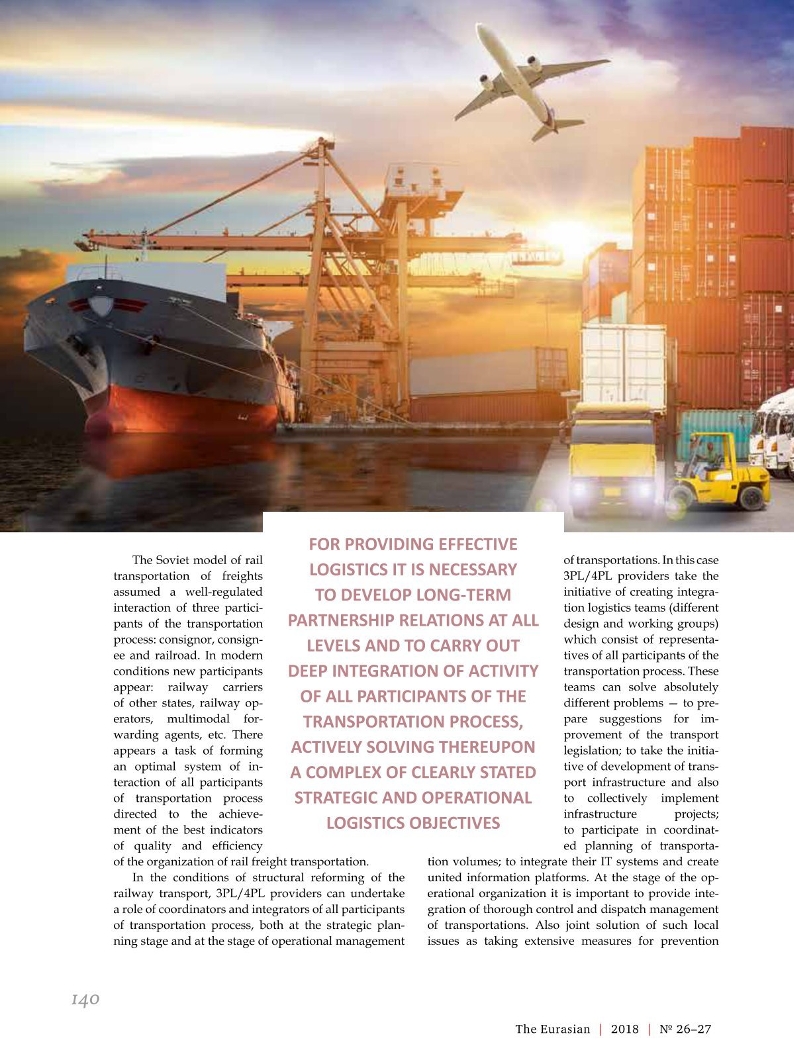 The Soviet model of rail
transportation of freights
assumed a well-regulated
interaction of three partici-
pants of the transportation
process: consignor, consign-
ee and railroad. In modern
conditions new participants
appear: railway carriers
of other states, railway op-
erators, multimodal for-
warding agents, etc. There
appears a task of forming
an optimal system of in-
teraction of all participants
of transportation process
directed to the achieve-
ment of the best indicators
of quality and efficiency
of the organization of rail freight transportation.
In the conditions of structural reforming of the
railway transport, 3PL/4PL providers can undertake
a role of coordinators and integrators of all participants
of transportation process, both at the strategic plan-
ning stage and at the stage of operational management
FOR PROVIDING EFFECTIVE
LOGISTICS IT IS NECESSARY
TO DEVELOP LONG-TERM
PARTNERSHIP RELATIONS AT ALL
LEVELS AND TO CARRY OUT
DEEP INTEGRATION OF ACTIVITY
OF ALL PARTICIPANTS OF THE
TRANSPORTATION PROCESS,
ACTIVELY SOLVING THEREUPON
A COMPLEX OF CLEARLY STATED
STRATEGIC AND OPERATIONAL
LOGISTICS OBJECTIVES
of transportations. In this case
3PL/4PL providers take the
initiative of creating integra-
tion logistics teams (different
design and working groups)
which consist of representa-
tives of all participants of the
transportation process. These
teams can solve absolutely
different problems — to pre-
pare suggestions for im-
provement of the transport
legislation; to take the initia-
tive of development of trans-
port infrastructure and also
to collectively implement
infrastructure projects;
to participate in coordinat-
ed planning of transporta-
tion volumes; to integrate their IT systems and create
united information platforms. At the stage of the op-
erational organization it is important to provide inte-
gration of thorough control and dispatch management
of transportations. Also joint solution of such local
issues as taking extensive measures for prevention
140
The Eurasian | 2018 | № 26–27